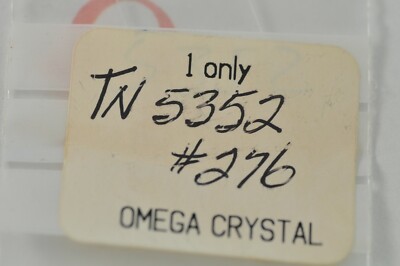 1 only
TN 5352
#276
OMEGA CRYSTAL